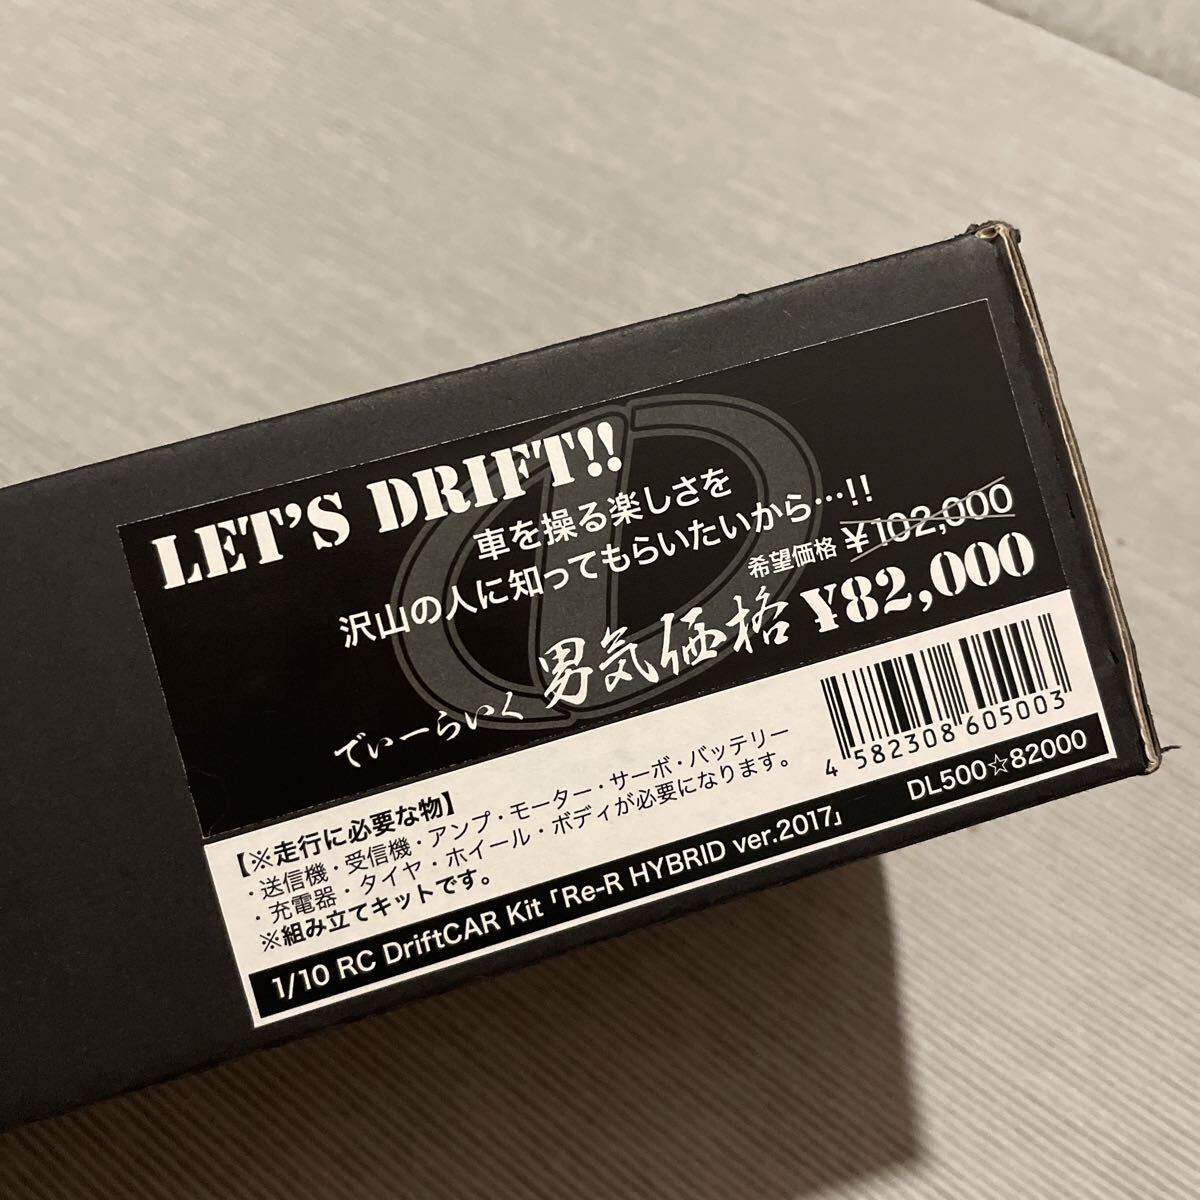 LET'S DRIFT!!
車を操る楽しさを
沢山の人に知ってもらいたいから…!!
希望価格 ¥102,000
でぃーらいく 男気価格 ¥82,000
4 582308 605003
【※走行に必要な物】
・送信機・受信機・アンプ・モーター・サーボ・バッテリー
・充電器・タイヤ・ホイール・ボディが必要になります。
※組み立てキットです。
DL500☆82000
1/10 RC DriftCAR Kit「Re-R HYBRID ver.2017」